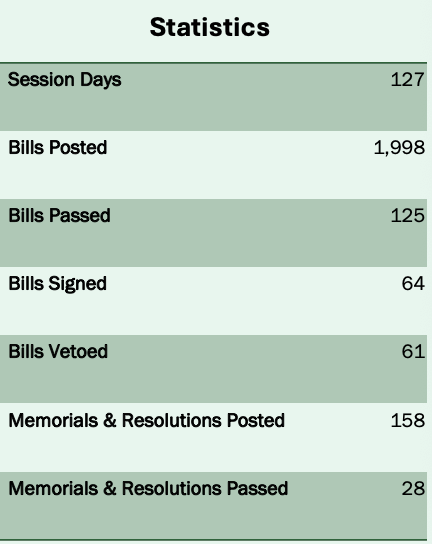 Statistics
Session Days 127
Bills Posted 1,998
Bills Passed 125
Bills Signed 64
Bills Vetoed 61
Memorials & Resolutions Posted 158
Memorials & Resolutions Passed 28